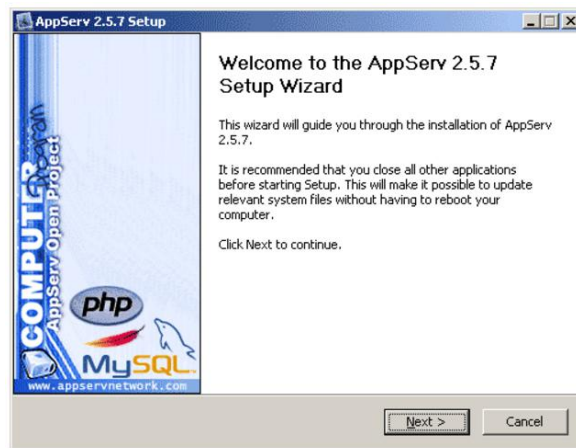 AppServ 2.5.7 Setup
Welcome to the AppServ 2.5.7
Setup Wizard
This wizard will guide you through the installation of AppServ
2.5.7.
It is recommended that you close all other applications
before starting Setup. This will make it possible to update
relevant system files without having to reboot your
computer.
Click Next to continue.
COMPUTER
Program
AppServ Open Project
php
MySQL
www.appservnetwork.com
Next >
Cancel